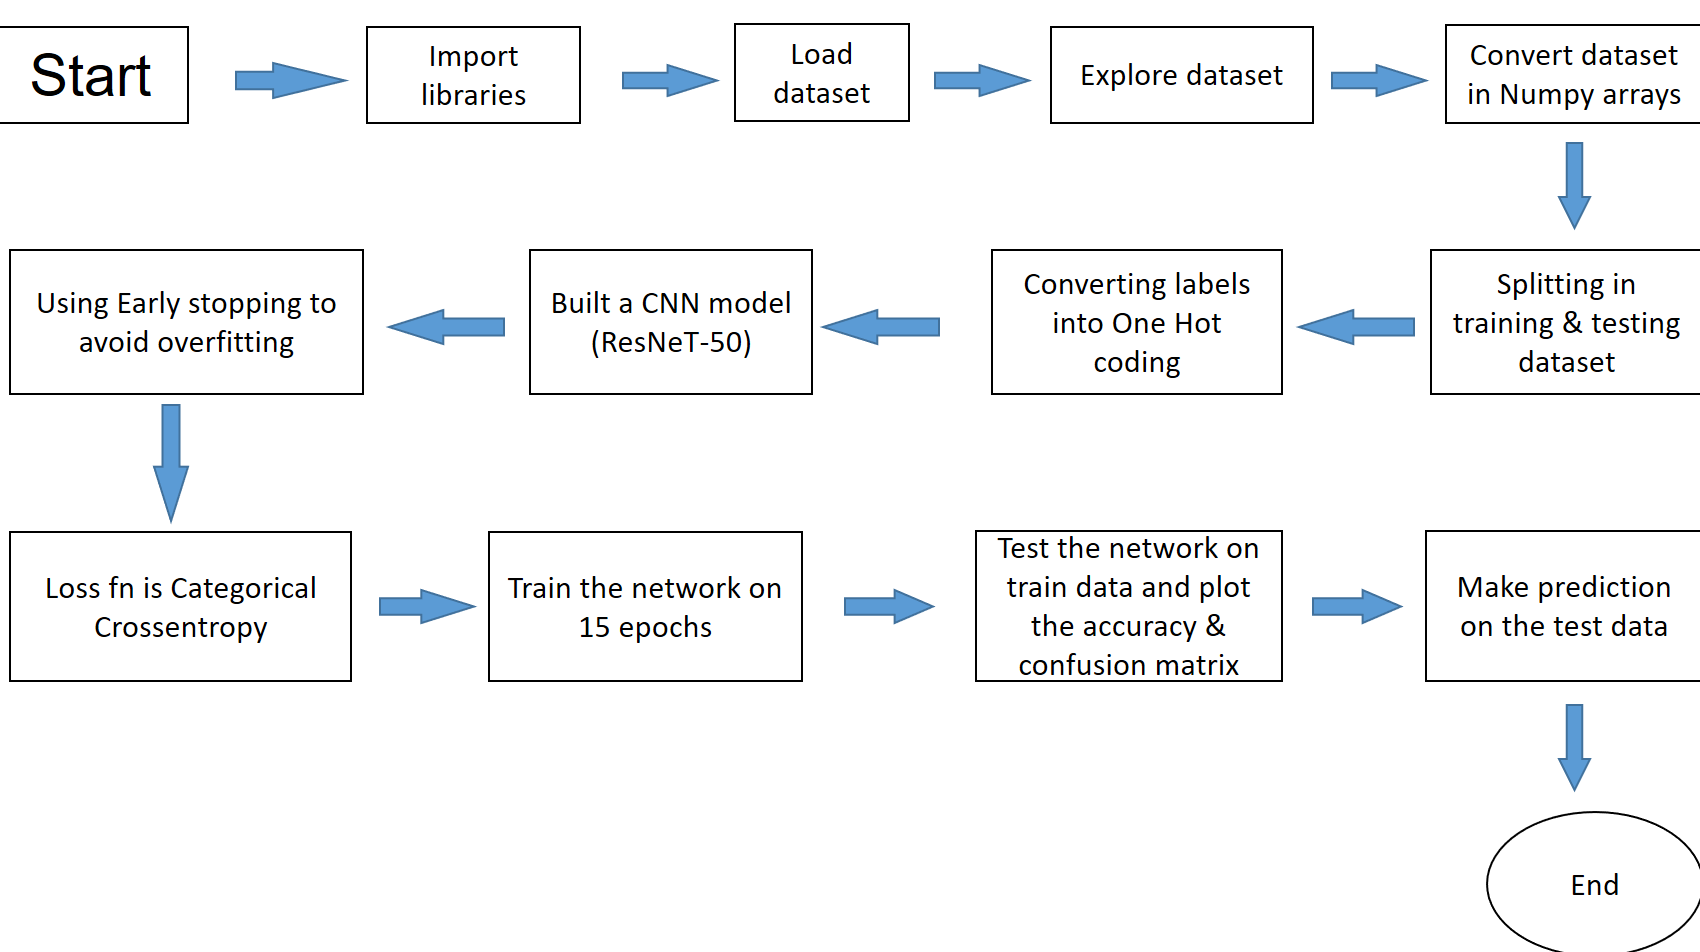 Start
Import
libraries
Load
dataset
Explore dataset
Convert dataset
in Numpy arrays
Splitting in
training & testing
dataset
Converting labels
into One Hot
coding
Built a CNN model
(ResNeT-50)
Using Early stopping to
avoid overfitting
Loss fn is Categorical
Crossentropy
Train the network on
15 epochs
Test the network on
train data and plot
the accuracy &
confusion matrix
Make prediction
on the test data
End